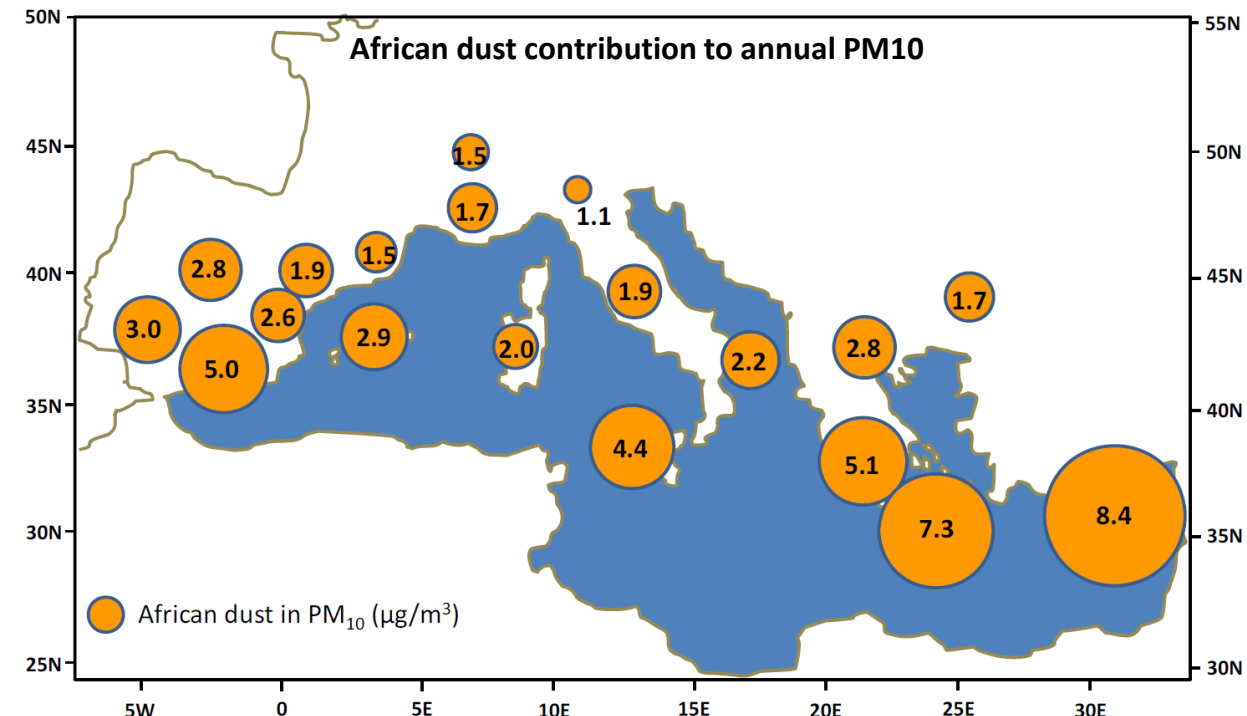 African dust contribution to annual PM10
50N
55N
45N
50N
40N
45N
35N
40N
30N
35N
25N
30N
1.5
1.7
1.1
1.5
2.8
1.9
1.9
1.7
2.6
3.0
2.9
5.0
2.0
2.2
2.8
4.4
5.1
7.3
8.4
African dust in PM₁₀ (µg/m³)
5W 0 5E 10E 15E 20E 25E 30E